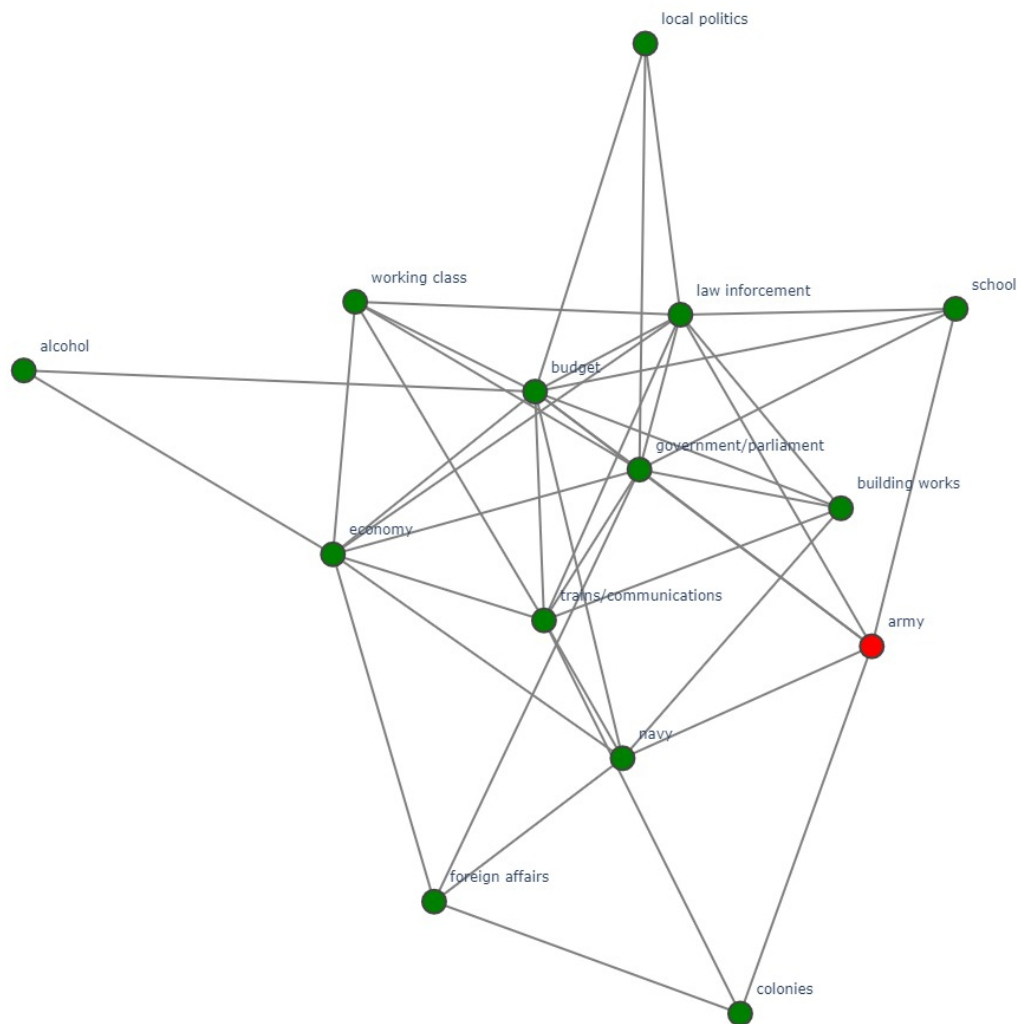 local politics
working class
law inforcement
school
alcohol
budget
government/parliament
building works
economy
trains/communications
army
navy
foreign affairs
colonies